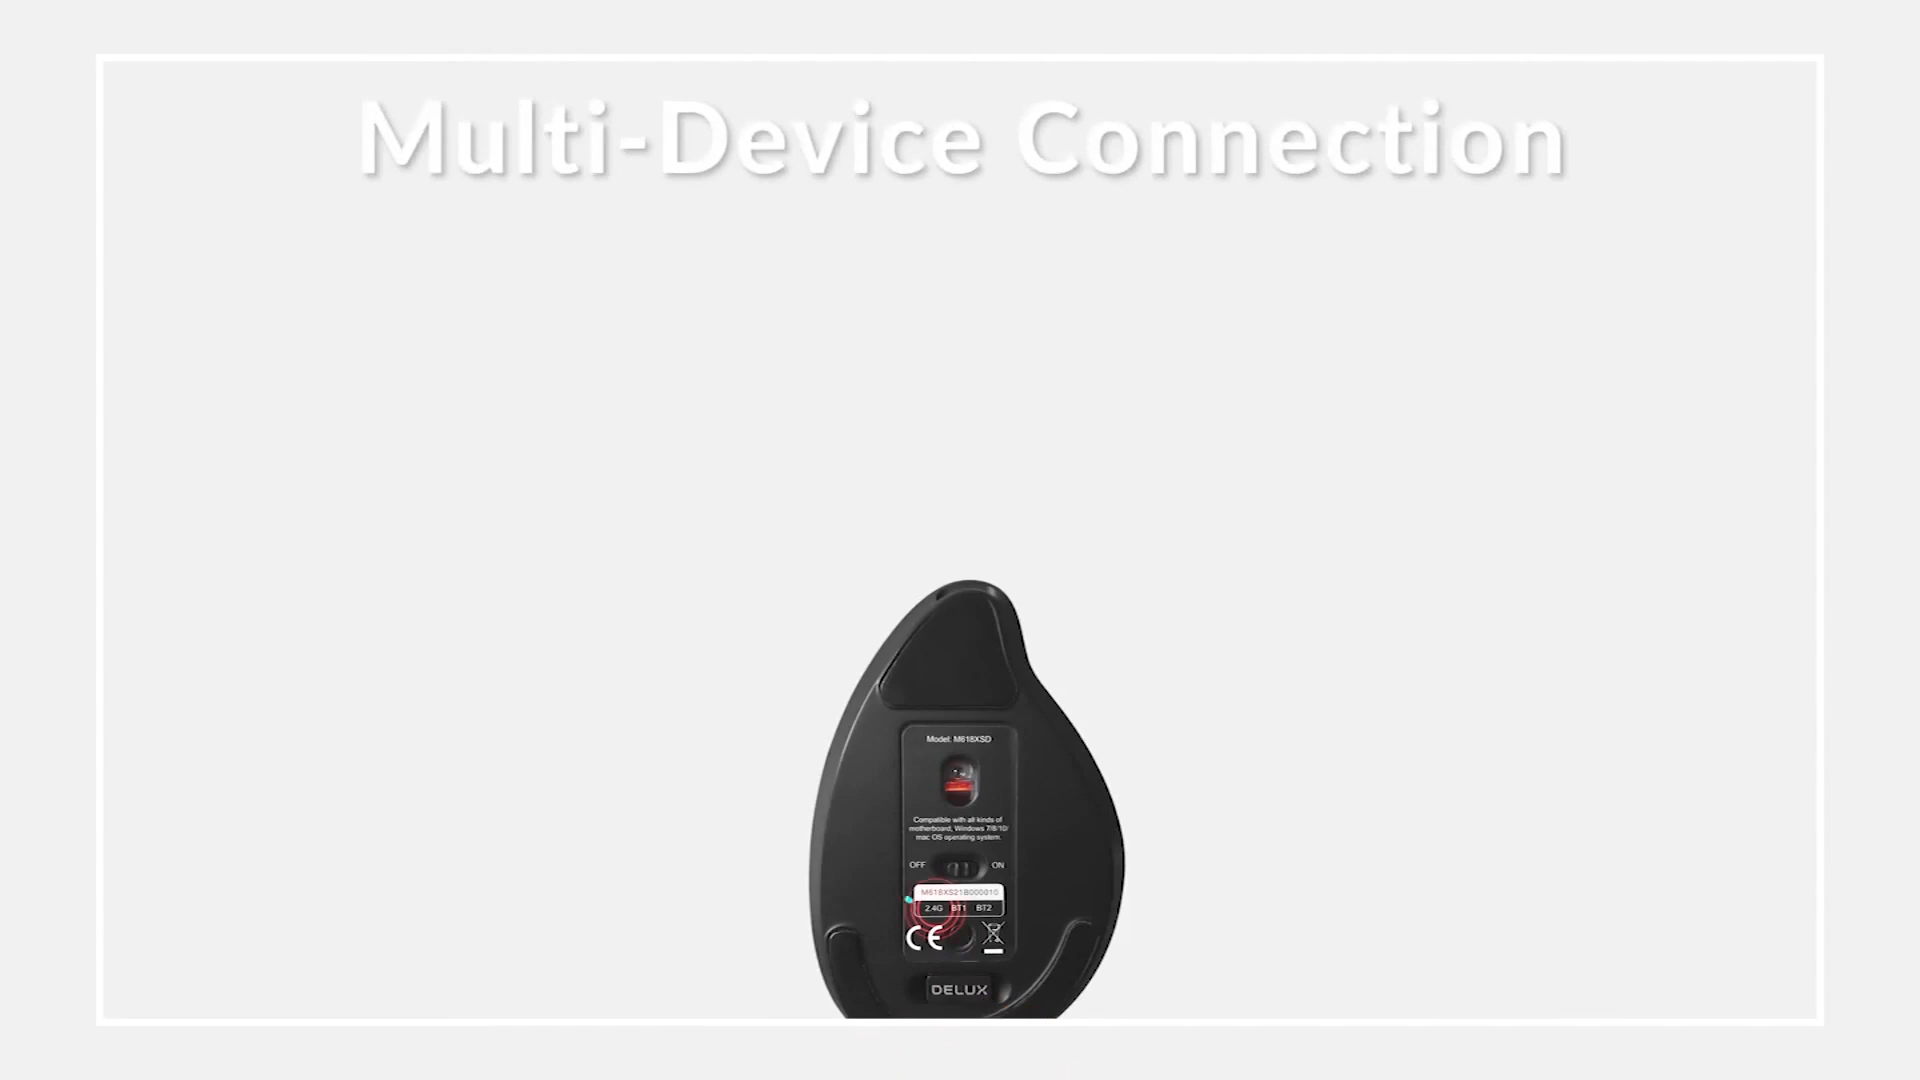 Multi-Device Connection
Model: M618XSD
Compatible with all kinds of
motherboard, Windows 7/8/10/
mac OS operating system.
OFF ON
M618XS21B000010
2.4G BT1 BT2
CE
DELUX